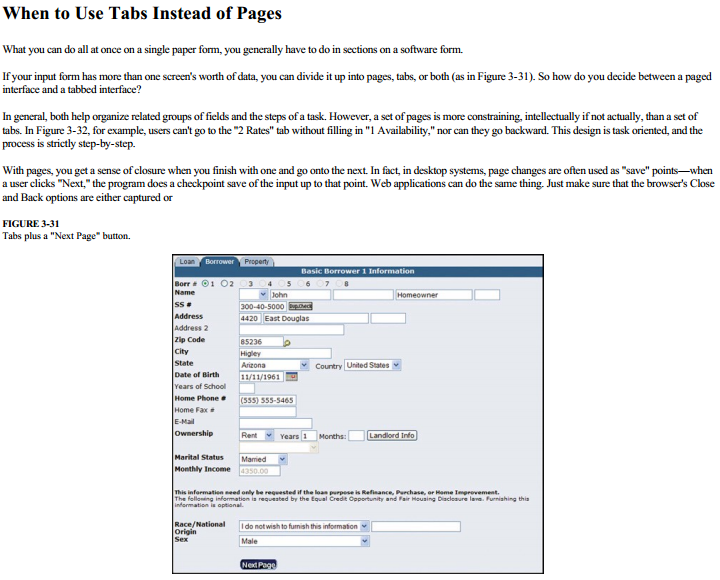 When to Use Tabs Instead of Pages
What you can do all at once on a single paper form, you generally have to do in sections on a software form.
If your input form has more than one screen's worth of data, you can divide it up into pages, tabs, or both (as in Figure 3-31). So how do you decide between a paged
interface and a tabbed interface?
In general, both help organize related groups of fields and the steps of a task. However, a set of pages is more constraining, intellectually if not actually, than a set of
tabs. In Figure 3-32, for example, users can't go to the "2 Rates" tab without filling in "1 Availability," nor can they go backward. This design is task oriented, and the
process is strictly step-by-step.
With pages, you get a sense of closure when you finish with one and go onto the next. In fact, in desktop systems, page changes are often used as "save" points—when
a user clicks "Next," the program does a checkpoint save of the input up to that point. Web applications can do the same thing. Just make sure that the browser's Close
and Back options are either captured or
FIGURE 3-31
Tabs plus a "Next Page" button.
Loan Borrower Property
Basic Borrower 1 Information
Borr # 1 2 3 4 5 6 7 8
Name John Homeowner
SS # 300-40-5000
Address 4420 East Douglas
Address 2
Zip Code 85236
City Higley
State Arizona Country United States
Date of Birth 11/11/1961
Years of School
Home Phone # (555) 555-5465
Home Fax #
E-Mail
Ownership Rent Years 1 Months: Landlord Info
Marital Status Married
Monthly Income 4350.00
This information need only be requested if the loan purpose is Refinance, Purchase, or Home Improvement.
The following information is requested by the Equal Credit Opportunity and Fair Housing Disclosure laws. Furnishing this
information is optional.
Race/National I do not wish to furnish this information
Origin
Sex Male
Next Page